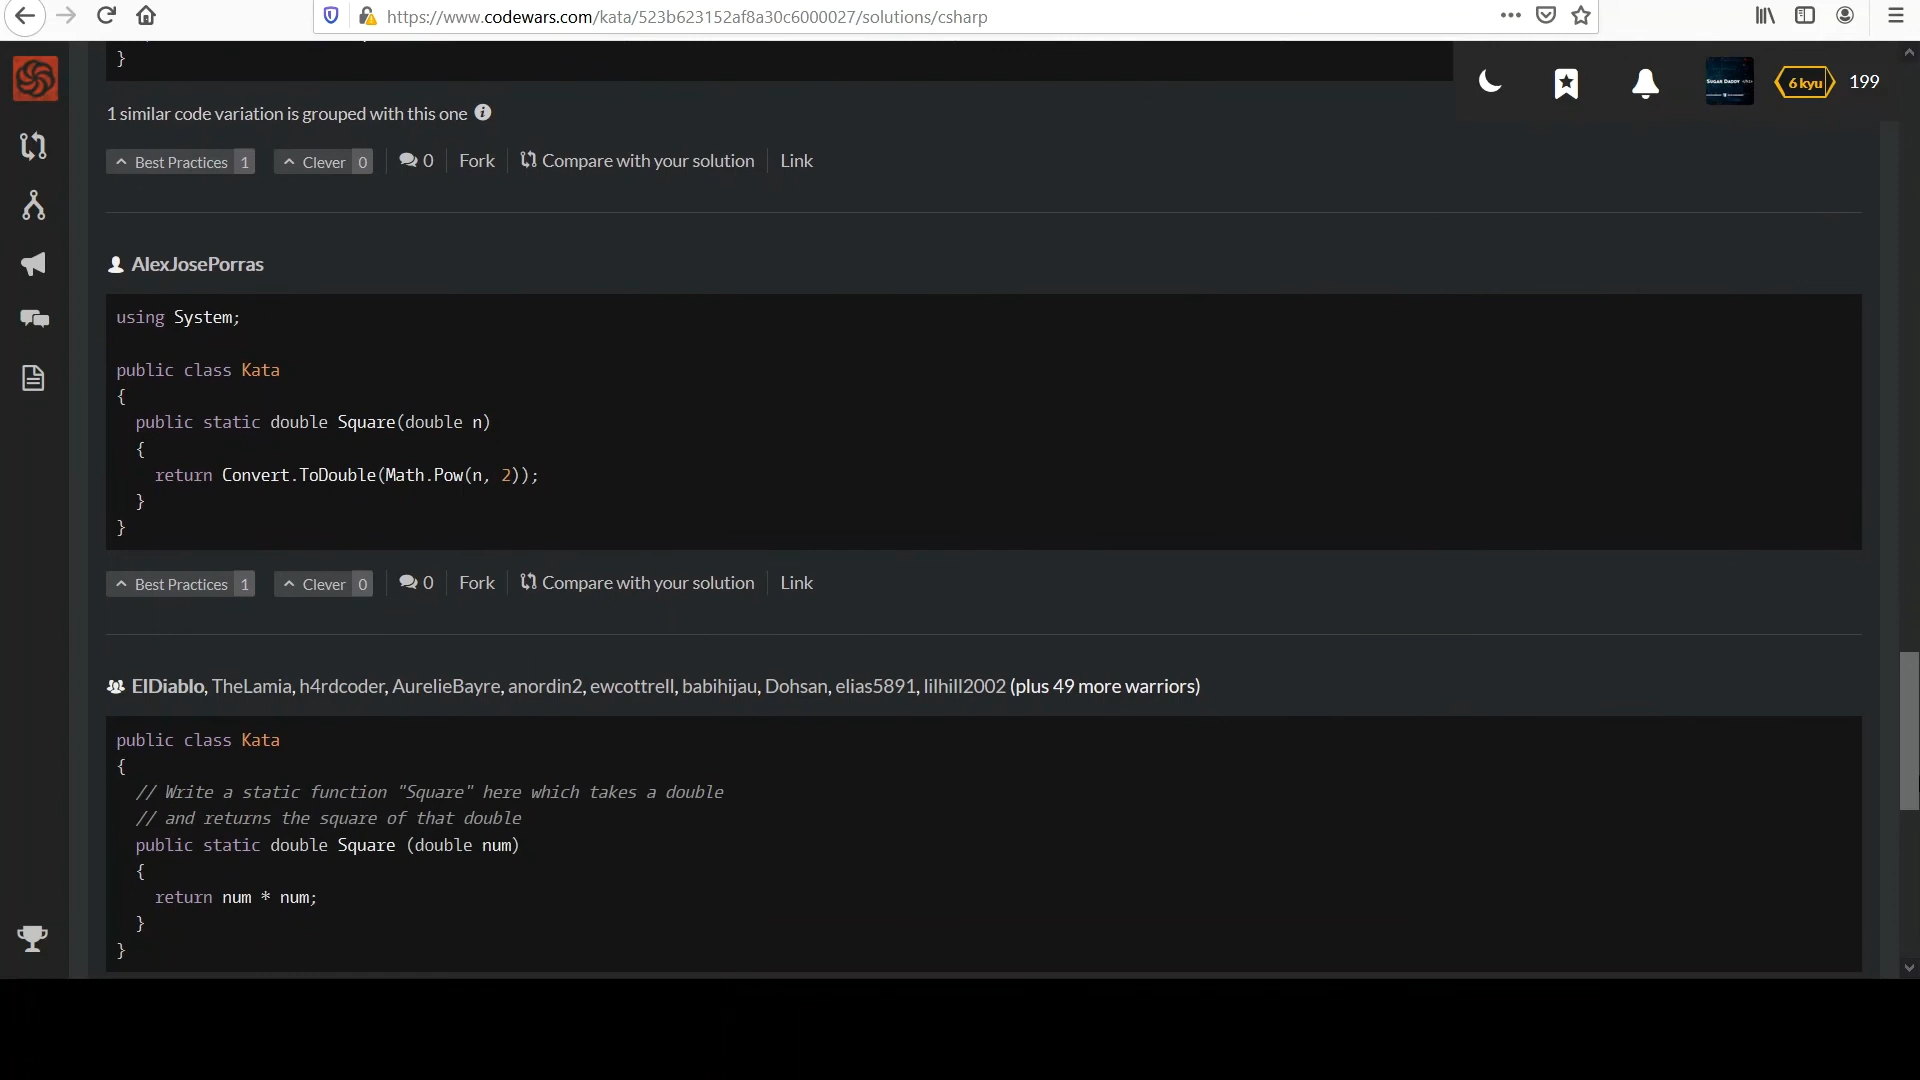 https://www.codewars.com/kata/523b623152af8a30c6000027/solutions/csharp
}
6 kyu 199
1 similar code variation is grouped with this one
Best Practices 1 Clever 0 0 Fork Compare with your solution Link
AlexJosePorras
using System;
public class Kata
{
public static double Square(double n)
{
return Convert.ToDouble(Math.Pow(n, 2));
}
}
Best Practices 1 Clever 0 0 Fork Compare with your solution Link
ElDiablo, TheLamia, h4rdcoder, AurelieBayre, anordin2, ewcottrell, babihijau, Dohsan, elias5891, lilhill2002 (plus 49 more warriors)
public class Kata
{
// Write a static function "Square" here which takes a double
// and returns the square of that double
public static double Square (double num)
{
return num * num;
}
}